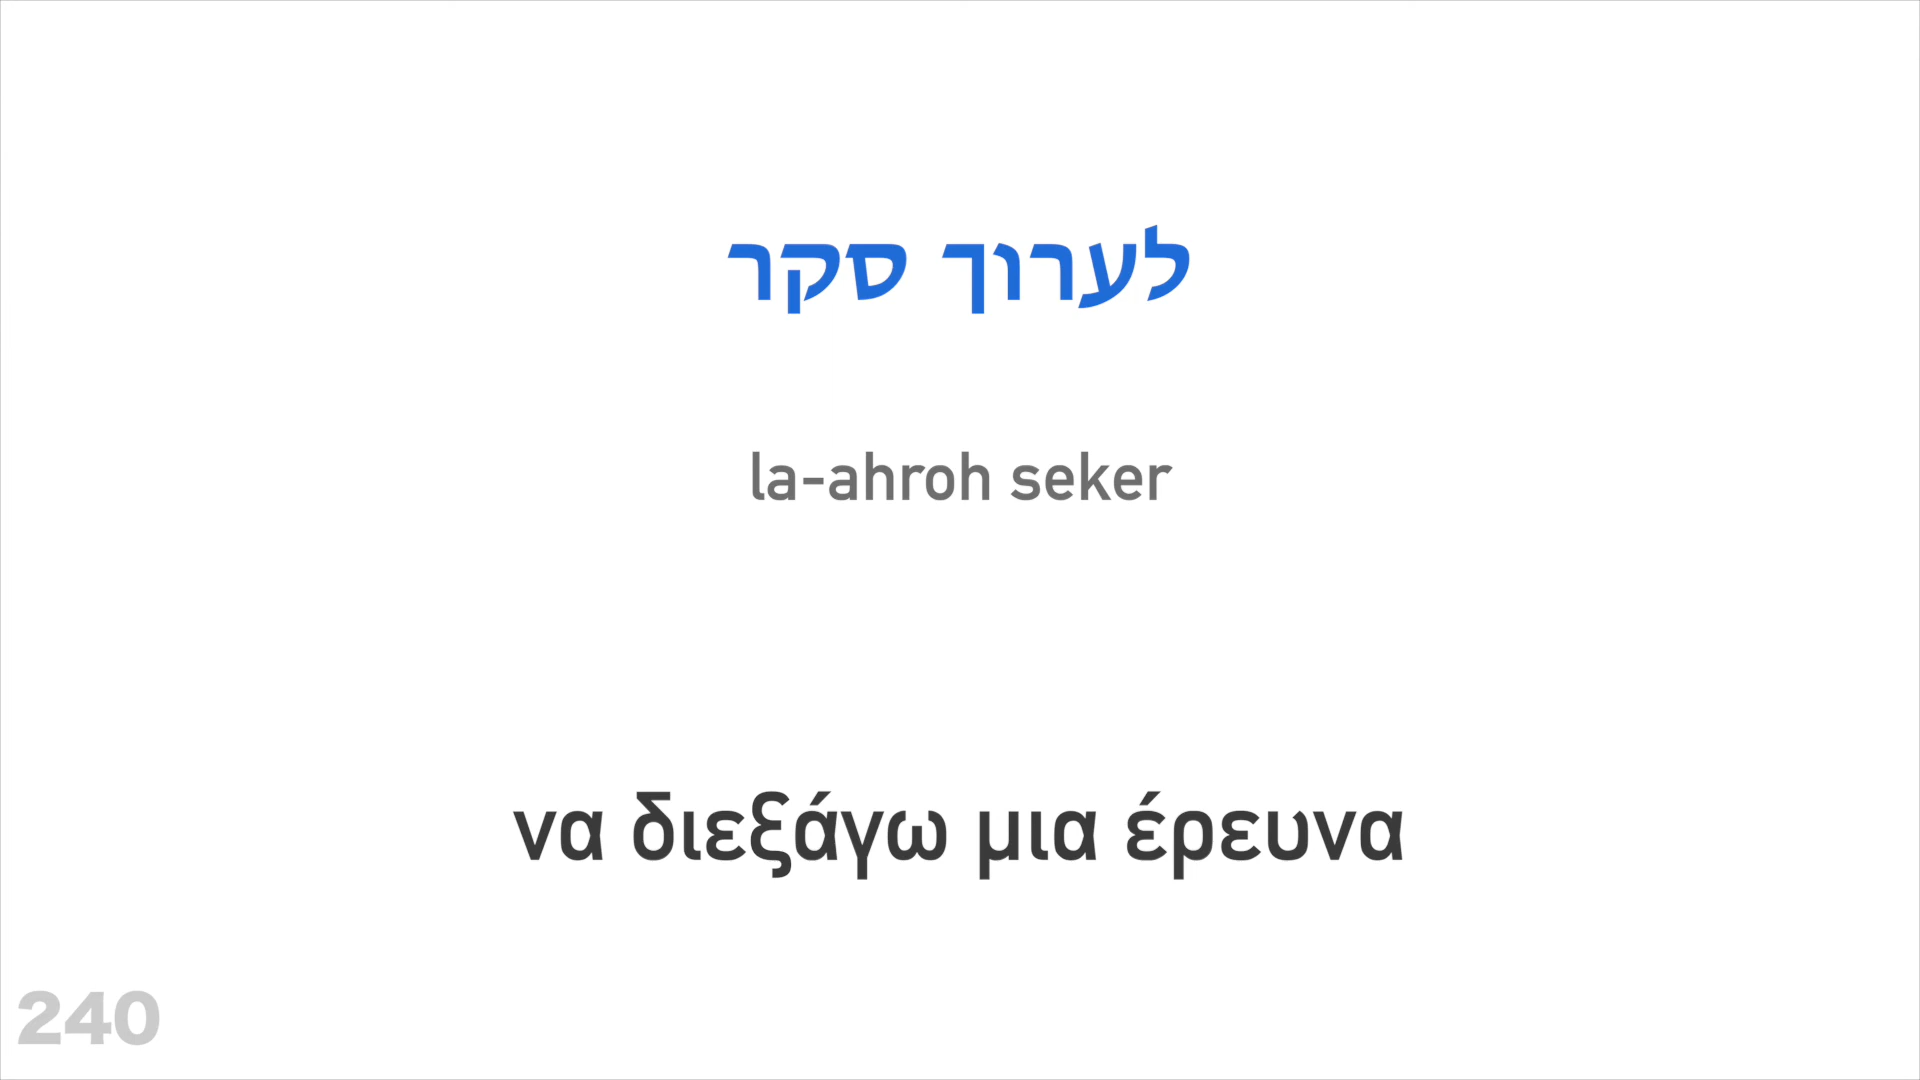 לערוך סקר
la-ahroh seker
να διεξάγω μια έρευνα
240